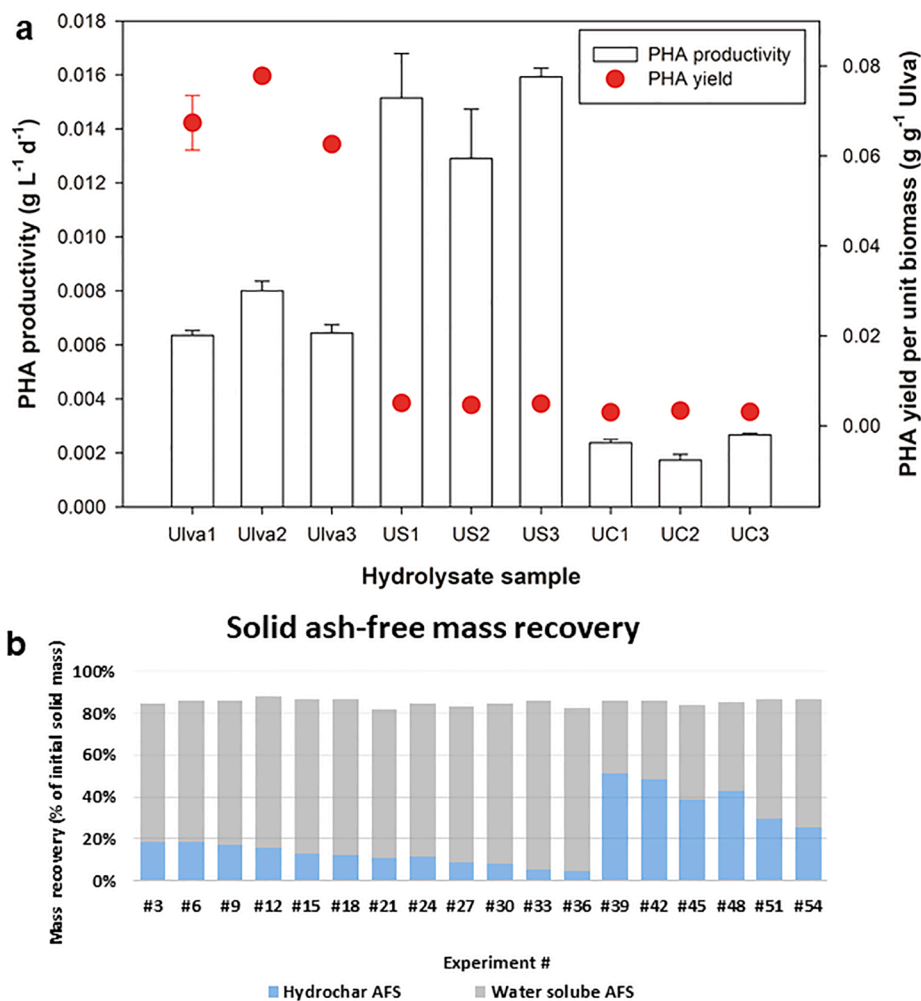 a
PHA productivity
PHA yield
PHA productivity (g L⁻¹ d⁻¹)
0.018
0.016
0.014
0.012
0.010
0.008
0.006
0.004
0.002
0.000
0.08
0.06
0.04
0.02
0.00
PHA yield per unit biomass (g g⁻¹ Ulva)
Ulva1 Ulva2 Ulva3 US1 US2 US3 UC1 UC2 UC3
Hydrolysate sample
b
Solid ash-free mass recovery
Mass recovery (% of initial solid mass)
100%
80%
60%
40%
20%
0%
#3 #6 #9 #12 #15 #18 #21 #24 #27 #30 #33 #36 #39 #42 #45 #48 #51 #54
Experiment #
Hydrochar AFS Water solube AFS